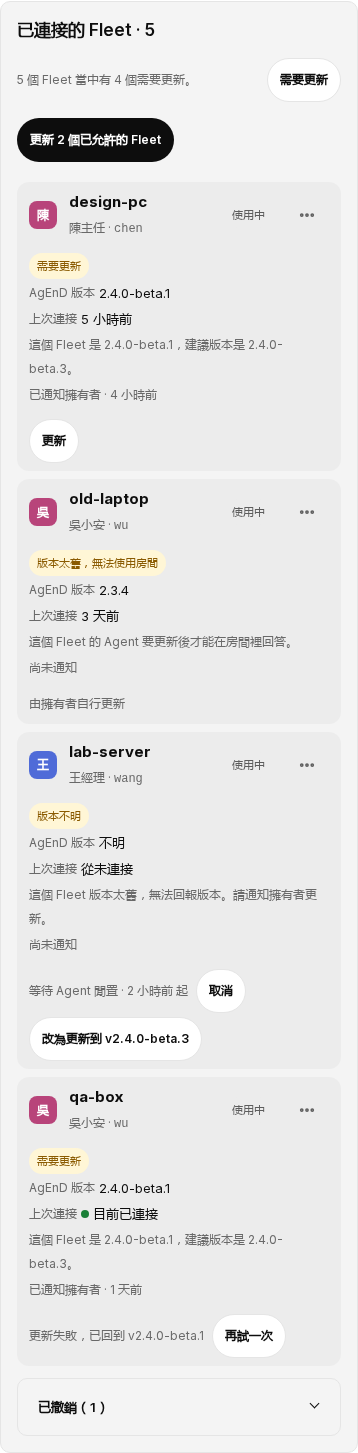 已連接的 Fleet · 5
5 個 Fleet 當中有 4 個需要更新。
需要更新
更新 2 個已允許的 Fleet
陳
design-pc
使用中
陳主任 · chen
需要更新
AgEnD 版本 2.4.0-beta.1
上次連接 5 小時前
這個 Fleet 是 2.4.0-beta.1，建議版本是 2.4.0-
beta.3。
已通知擁有者 · 4 小時前
更新
吳
old-laptop
使用中
吳小安 · wu
版本太舊，無法使用房間
AgEnD 版本 2.3.4
上次連接 3 天前
這個 Fleet 的 Agent 要更新後才能在房間裡回答。
尚未通知
由擁有者自行更新
王
lab-server
使用中
王經理 · wang
版本不明
AgEnD 版本 不明
上次連接 從未連接
這個 Fleet 版本太舊，無法回報版本。請通知擁有者更
新。
尚未通知
等待 Agent 閒置 · 2 小時前 起
取消
改為更新到 v2.4.0-beta.3
吳
qa-box
使用中
吳小安 · wu
需要更新
AgEnD 版本 2.4.0-beta.1
上次連接 目前已連接
這個 Fleet 是 2.4.0-beta.1，建議版本是 2.4.0-
beta.3。
已通知擁有者 · 1 天前
更新失敗，已回到 v2.4.0-beta.1
再試一次
已撤銷（1）